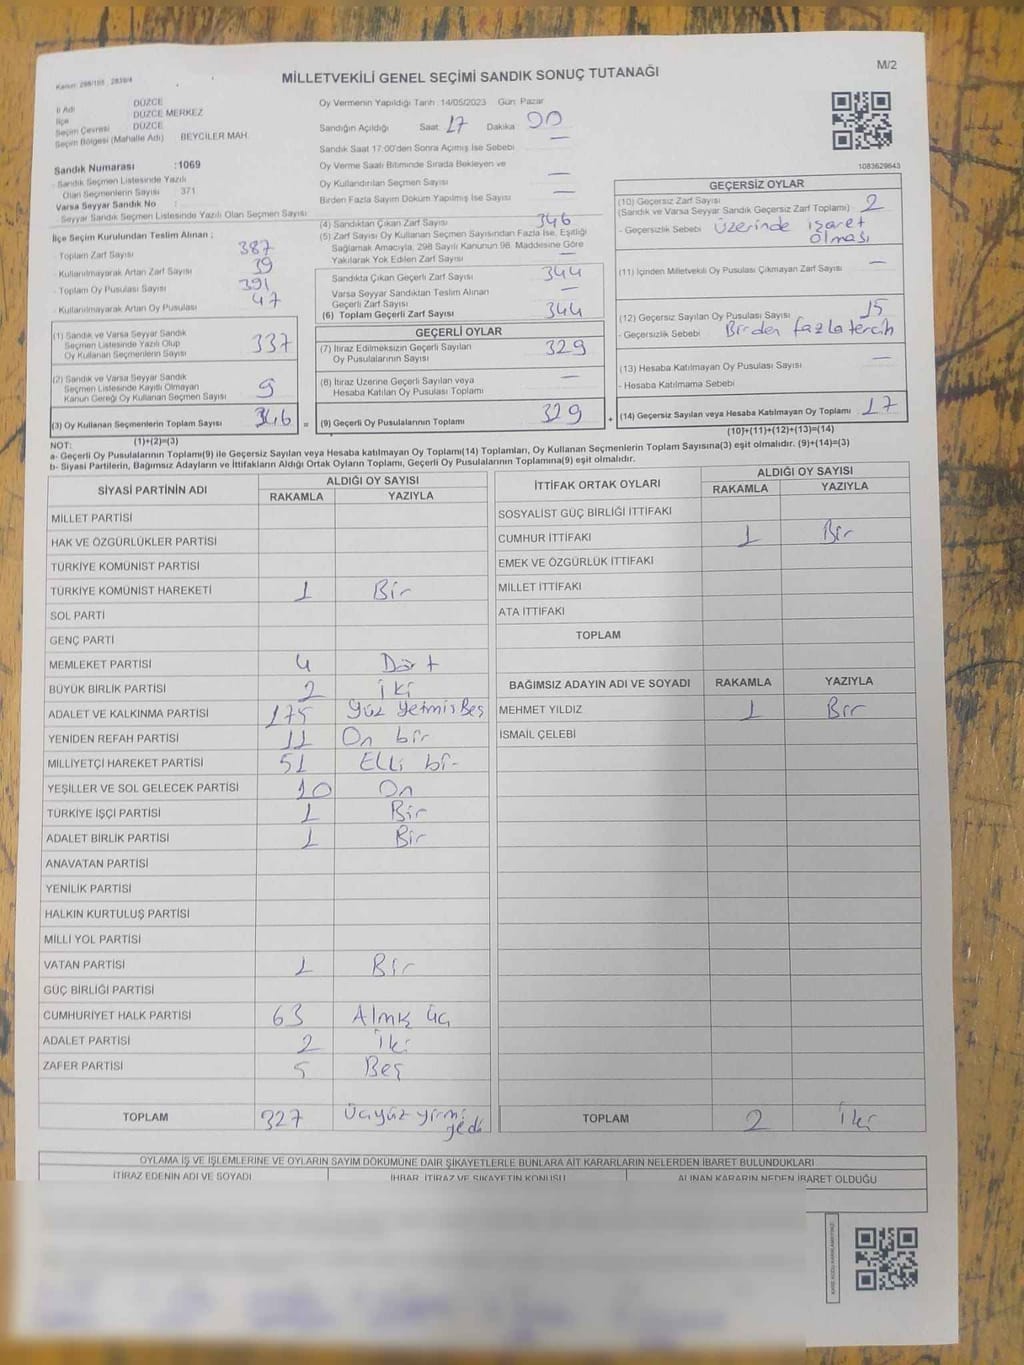 Kanun: 298/105 , 2839/4
MİLLETVEKİLİ GENEL SEÇİMİ SANDIK SONUÇ TUTANAĞI
M/2
İl Adı DÜZCE
İlçe DÜZCE MERKEZ
Seçim Çevresi DÜZCE
Seçim Bölgesi (Mahalle Adı) BEYCİLER MAH.
Sandık Numarası :1069
- Sandık Seçmen Listesinde Yazılı
Olan Seçmenlerin Sayısı : 371
Varsa Seyyar Sandık No :
- Seyyar Sandık Seçmen Listesinde Yazılı Olan Seçmen Sayısı
İlçe Seçim Kurulundan Teslim Alınan ;
- Toplam Zarf Sayısı 387
- Kullanılmayarak Artan Zarf Sayısı 39
- Toplam Oy Pusulası Sayısı 391
- Kullanılmayarak Artan Oy Pusulası 47
(1) Sandık ve Varsa Seyyar Sandık
Seçmen Listesinde Yazılı Olup
Oy Kullanan Seçmenlerin Sayısı 337
(2) Sandık ve Varsa Seyyar Sandık
Seçmen Listesinde Kayıtlı Olmayan
Kanun Gereği Oy Kullanan Seçmen Sayısı 9
(3) Oy Kullanan Seçmenlerin Toplam Sayısı 346
(1)+(2)=(3)
Oy Vermenin Yapıldığı Tarih :14/05/2023 Gün: Pazar
Sandığın Açıldığı Saat: 17 Dakika: 00
Sandık Saat 17:00'den Sonra Açılmış İse Sebebi —
Oy Verme Saati Bitiminde Sırada Bekleyen ve
Oy Kullandırılan Seçmen Sayısı —
Birden Fazla Sayım Döküm Yapılmış İse Sayısı —
(4) Sandıktan Çıkan Zarf Sayısı 346
(5) Zarf Sayısı Oy Kullanan Seçmen Sayısından Fazla İse, Eşitliği
Sağlamak Amacıyla, 298 Sayılı Kanunun 98. Maddesine Göre
Yakılarak Yok Edilen Zarf Sayısı —
Sandıkta Çıkan Geçerli Zarf Sayısı 344
Varsa Seyyar Sandıktan Teslim Alınan
Geçerli Zarf Sayısı —
(6) Toplam Geçerli Zarf Sayısı 344
GEÇERLİ OYLAR
(7) İtiraz Edilmeksizin Geçerli Sayılan
Oy Pusulalarının Sayısı 329
(8) İtiraz Üzerine Geçerli Sayılan veya
Hesaba Katılan Oy Pusulası Toplamı —
= (9) Geçerli Oy Pusulalarının Toplamı 329
1083629643
GEÇERSİZ OYLAR
(10) Geçersiz Zarf Sayısı
(Sandık ve Varsa Seyyar Sandık Geçersiz Zarf Toplamı) 2
- Geçersizlik Sebebi Üzerinde işaret
olması
(11) İçinden Milletvekili Oy Pusulası Çıkmayan Zarf Sayısı —
(12) Geçersiz Sayılan Oy Pusulası Sayısı 15
- Geçersizlik Sebebi Birden fazla tercih
(13) Hesaba Katılmayan Oy Pusulası Sayısı —
- Hesaba Katılmama Sebebi
+ (14) Geçersiz Sayılan veya Hesaba Katılmayan Oy Toplamı 17
(10)+(11)+(12)+(13)=(14)
NOT:
a- Geçerli Oy Pusulasının Toplamı(9) ile Geçersiz Sayılan veya Hesaba katılmayan Oy Toplamı(14) Toplamları, Oy Kullanan Seçmenlerin Toplam Sayısına(3) eşit olmalıdır. (9)+(14)=(3)
b- Siyasi Partilerin, Bağımsız Adayların ve İttifakların Aldığı Ortak Oyların Toplamı, Geçerli Oy Pusulalarının Toplamına(9) eşit olmalıdır.
SİYASİ PARTİNİN ADI ALDIĞI OY SAYISI
RAKAMLA YAZIYLA
MİLLET PARTİSİ
HAK VE ÖZGÜRLÜKLER PARTİSİ
TÜRKİYE KOMÜNİST PARTİSİ
TÜRKİYE KOMÜNİST HAREKETİ 1 Bir
SOL PARTİ
GENÇ PARTİ
MEMLEKET PARTİSİ 4 Dört
BÜYÜK BİRLİK PARTİSİ 2 iki
ADALET VE KALKINMA PARTİSİ 175 Yüz Yetmiş Beş
YENİDEN REFAH PARTİSİ 11 On bir
MİLLİYETÇİ HAREKET PARTİSİ 51 Elli bir
YEŞİLLER VE SOL GELECEK PARTİSİ 10 On
TÜRKİYE İŞÇİ PARTİSİ 1 Bir
ADALET BİRLİK PARTİSİ 1 Bir
ANAVATAN PARTİSİ
YENİLİK PARTİSİ
HALKIN KURTULUŞ PARTİSİ
MİLLİ YOL PARTİSİ
VATAN PARTİSİ 1 Bir
GÜÇ BİRLİĞİ PARTİSİ
CUMHURİYET HALK PARTİSİ 63 Altmış üç
ADALET PARTİSİ 2 İki
ZAFER PARTİSİ 5 Beş
TOPLAM 327 Üçyüz yirmi
yedi
İTTİFAK ORTAK OYLARI ALDIĞI OY SAYISI
RAKAMLA YAZIYLA
SOSYALİST GÜÇ BİRLİĞİ İTTİFAKI
CUMHUR İTTİFAKI 1 Bir
EMEK VE ÖZGÜRLÜK İTTİFAKI
MİLLET İTTİFAKI
ATA İTTİFAKI
TOPLAM
BAĞIMSIZ ADAYIN ADI VE SOYADI RAKAMLA YAZIYLA
MEHMET YILDIZ 1 Bir
İSMAİL ÇELEBİ
TOPLAM 2 İki
OYLAMA İŞ VE İŞLEMLERİNE VE OYLARIN SAYIM DÖKÜMÜNE DAİR ŞİKAYETLERLE BUNLARA AİT KARARLARIN NELERDEN İBARET BULUNDUKLARI
İTİRAZ EDENİN ADI VE SOYADI İHBAR, İTİRAZ VE ŞİKAYETİN KONUSU ALINAN KARARIN NEDEN İBARET OLDUĞU